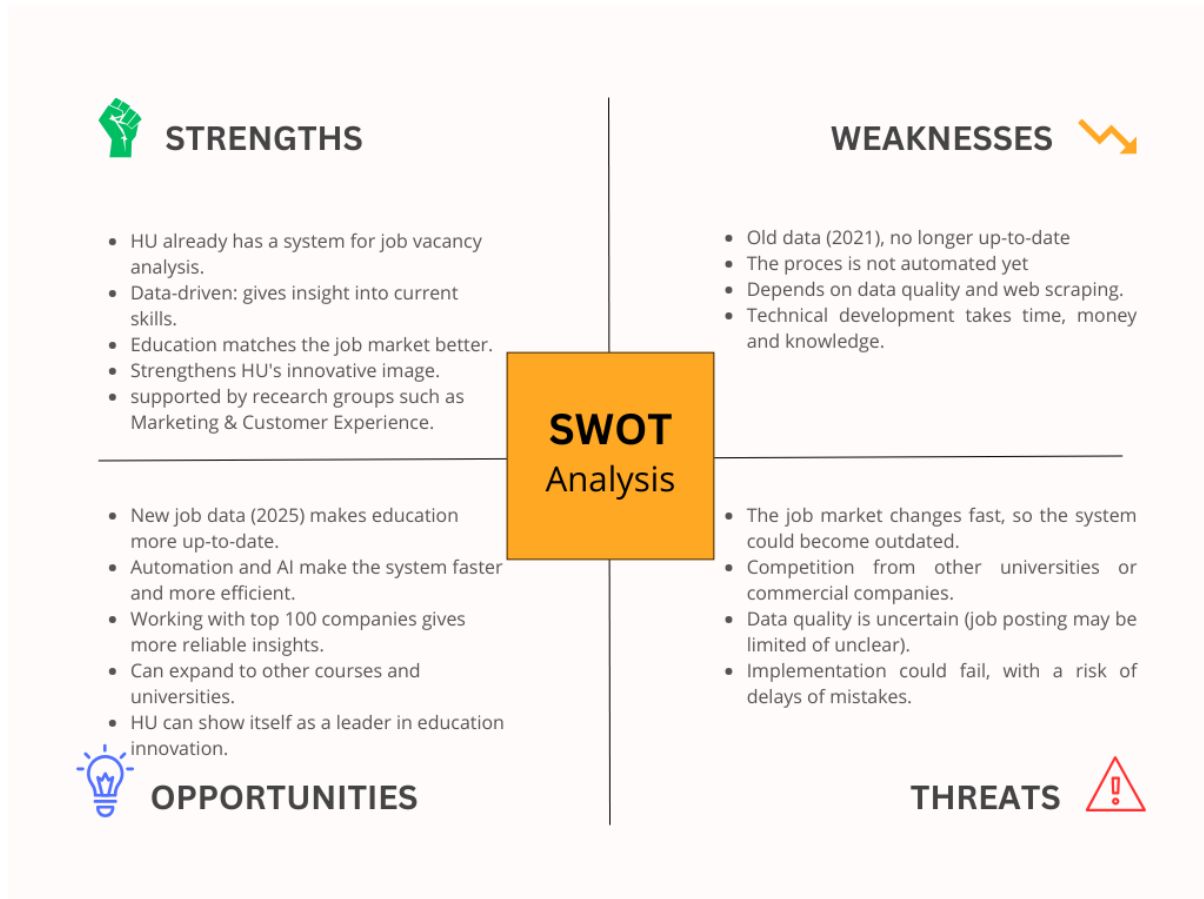 STRENGTHS
• HU already has a system for job vacancy
analysis.
• Data-driven: gives insight into current
skills.
• Education matches the job market better.
• Strengthens HU's innovative image.
• supported by recearch groups such as
Marketing & Customer Experience.
WEAKNESSES
• Old data (2021), no longer up-to-date
• The proces is not automated yet
• Depends on data quality and web scraping.
• Technical development takes time, money
and knowledge.
SWOT
Analysis
• New job data (2025) makes education
more up-to-date.
• Automation and AI make the system faster
and more efficient.
• Working with top 100 companies gives
more reliable insights.
• Can expand to other courses and
universities.
• HU can show itself as a leader in education
innovation.
OPPORTUNITIES
• The job market changes fast, so the system
could become outdated.
• Competition from other universities or
commercial companies.
• Data quality is uncertain (job posting may be
limited of unclear).
• Implementation could fail, with a risk of
delays of mistakes.
THREATS